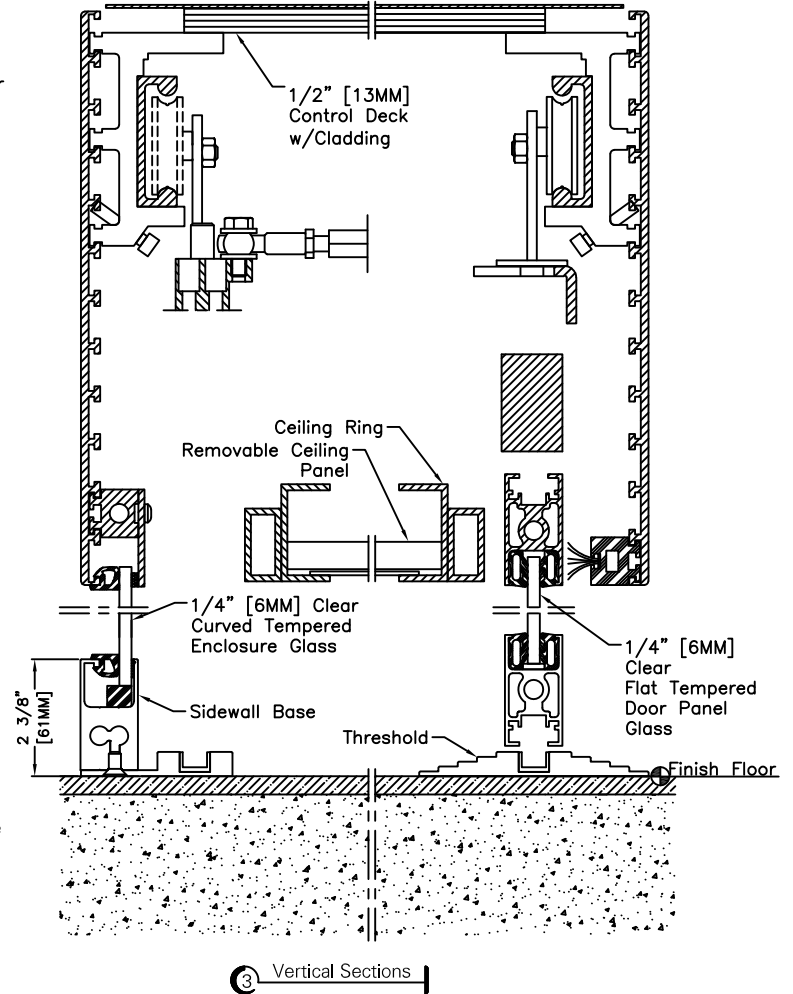 1/2" [13MM]
Control Deck
w/Cladding
Ceiling Ring
Removable Ceiling
Panel
1/4" [6MM] Clear
Curved Tempered
Enclosure Glass
1/4" [6MM]
Clear
Flat Tempered
Door Panel
Glass
2 3/8"
[61MM]
Sidewall Base
Threshold
Finish Floor
3 Vertical Sections